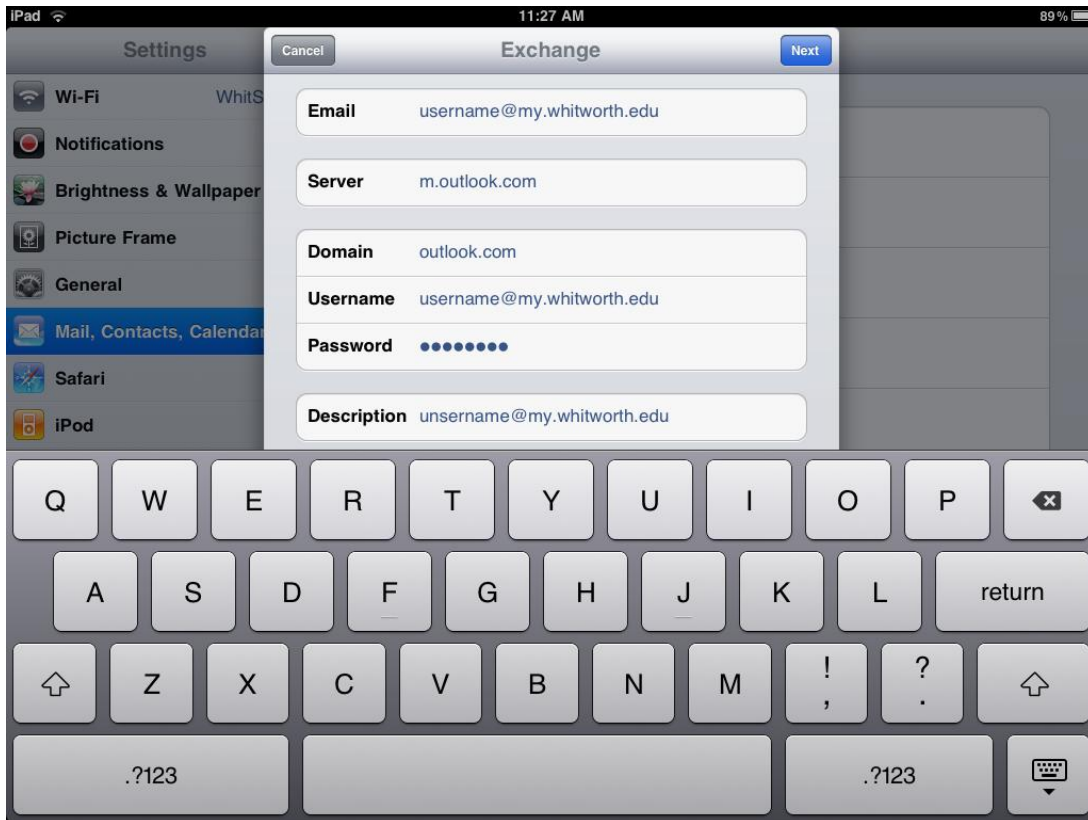 iPad 11:27 AM 89%
Settings
Cancel Exchange Next
Wi-Fi WhitS
Notifications
Brightness & Wallpaper
Picture Frame
General
Mail, Contacts, Calendar
Safari
iPod
Email username@my.whitworth.edu
Server m.outlook.com
Domain outlook.com
Username username@my.whitworth.edu
Password ●●●●●●●●
Description unsername@my.whitworth.edu
Q W E R T Y U I O P
A S D F G H J K L return
Z X C V B N M ! , ? .
.?123 .?123